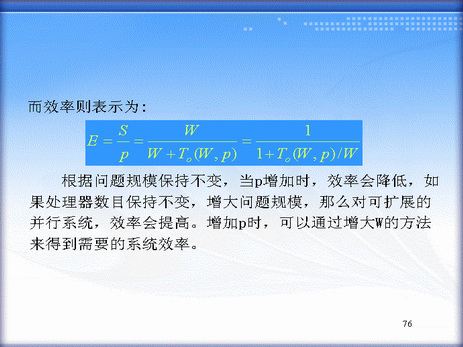 而效率则表示为：
E = S/p = W/(W+To(W,p)) = 1/(1+To(W,p)/W)
根据问题规模保持不变，当p增加时，效率会降低，如
果处理器数目保持不变，增大问题规模，那么对可扩展的
并行系统，效率会提高。增加p时，可以通过增大W的方法
来得到需要的系统效率。
76